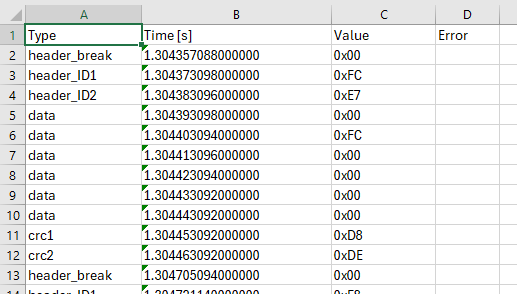 A B C D
1 Type Time [s] Value Error
2 header_break 1.304357088000000 0x00
3 header_ID1 1.304373098000000 0xFC
4 header_ID2 1.304383096000000 0xE7
5 data 1.304393098000000 0x00
6 data 1.304403094000000 0xFC
7 data 1.304413096000000 0x00
8 data 1.304423094000000 0x00
9 data 1.304433092000000 0x00
10 data 1.304443092000000 0x00
11 crc1 1.304453092000000 0xD8
12 crc2 1.304463092000000 0xDE
13 header_break 1.304705094000000 0x00
14 header_ID1